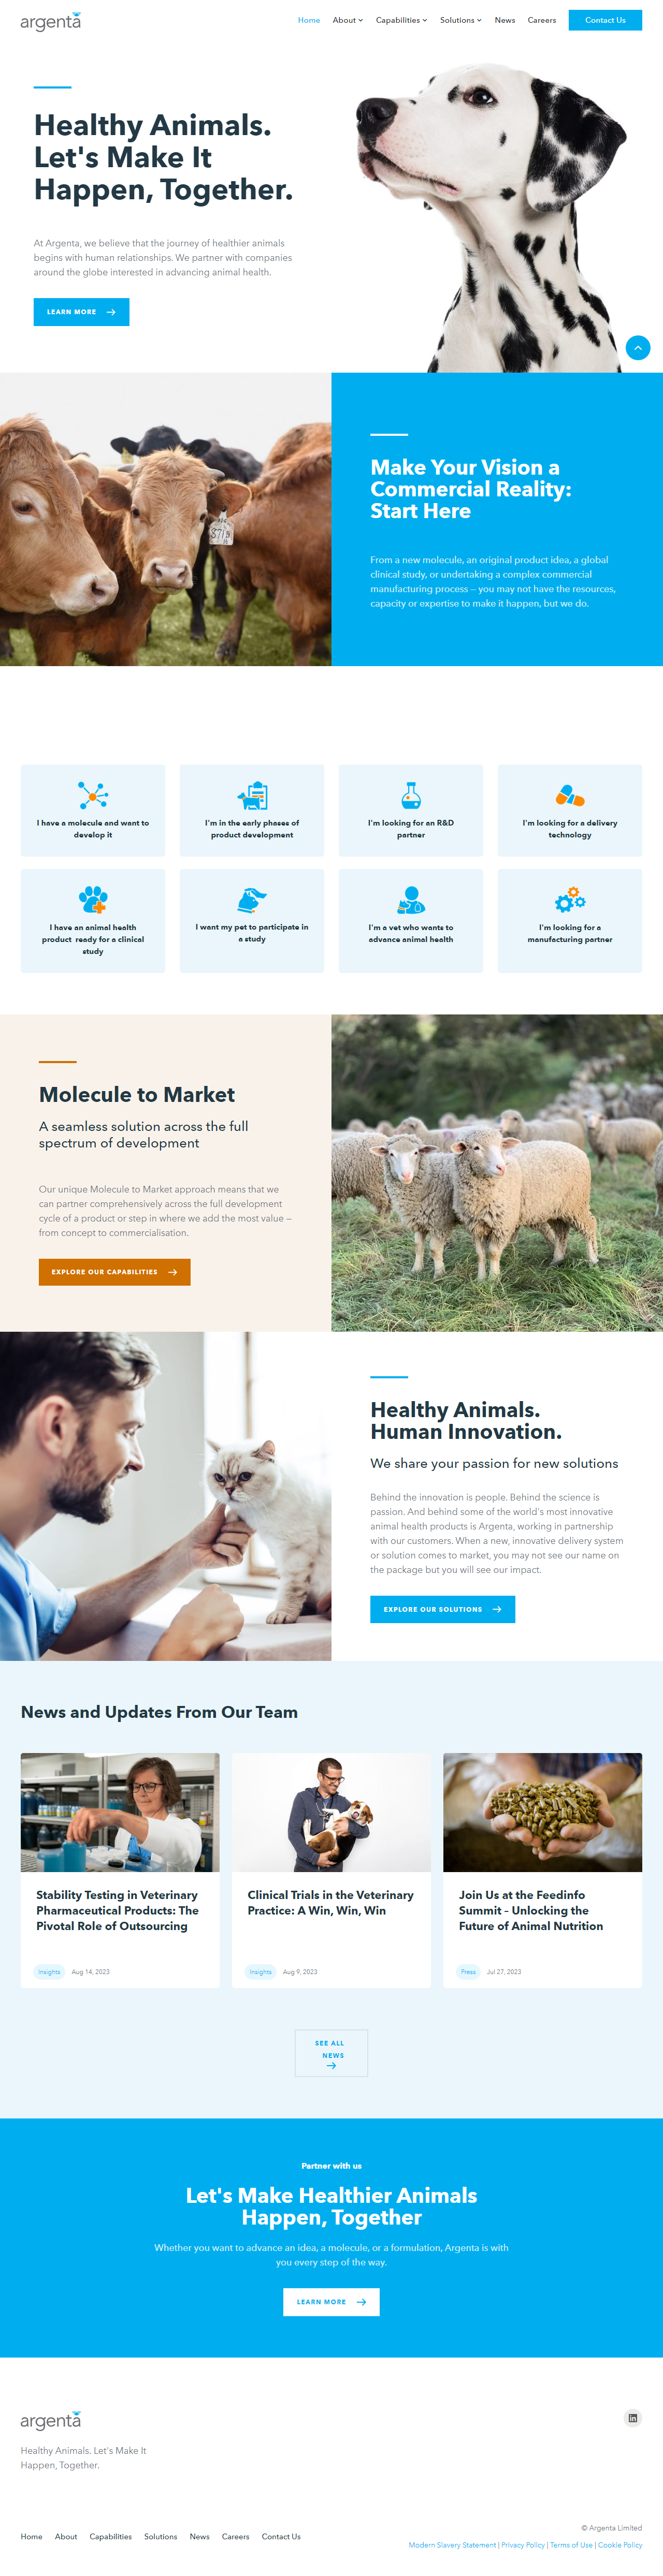 argenta
Home About Capabilities Solutions News Careers Contact Us
Healthy Animals.
Let's Make It
Happen, Together.
At Argenta, we believe that the journey of healthier animals
begins with human relationships. We partner with companies
around the globe interested in advancing animal health.
LEARN MORE
3719
Make Your Vision a
Commercial Reality:
Start Here
From a new molecule, an original product idea, a global
clinical study, or undertaking a complex commercial
manufacturing process – you may not have the resources,
capacity or expertise to make it happen, but we do.
I have a molecule and want to
develop it
I'm in the early phases of
product development
I'm looking for an R&D
partner
I'm looking for a delivery
technology
I have an animal health
product ready for a clinical
study
I want my pet to participate in
a study
I'm a vet who wants to
advance animal health
I'm looking for a
manufacturing partner
Molecule to Market
A seamless solution across the full
spectrum of development
Our unique Molecule to Market approach means that we
can partner comprehensively across the full development
cycle of a product or step in where we add the most value –
from concept to commercialisation.
EXPLORE OUR CAPABILITIES
Healthy Animals.
Human Innovation.
We share your passion for new solutions
Behind the innovation is people. Behind the science is
passion. And behind some of the world's most innovative
animal health products is Argenta, working in partnership
with our customers. When a new, innovative delivery system
or solution comes to market, you may not see our name on
the package but you will see our impact.
EXPLORE OUR SOLUTIONS
News and Updates From Our Team
Stability Testing in Veterinary
Pharmaceutical Products: The
Pivotal Role of Outsourcing
Insights Aug 14, 2023
Clinical Trials in the Veterinary
Practice: A Win, Win, Win
Insights Aug 9, 2023
Join Us at the Feedinfo
Summit – Unlocking the
Future of Animal Nutrition
Press Jul 27, 2023
SEE ALL
NEWS
Partner with us
Let's Make Healthier Animals
Happen, Together
Whether you want to advance an idea, a molecule, or a formulation, Argenta is with
you every step of the way.
LEARN MORE
argenta
Healthy Animals. Let's Make It
Happen, Together.
Home About Capabilities Solutions News Careers Contact Us
© Argenta Limited
Modern Slavery Statement | Privacy Policy | Terms of Use | Cookie Policy